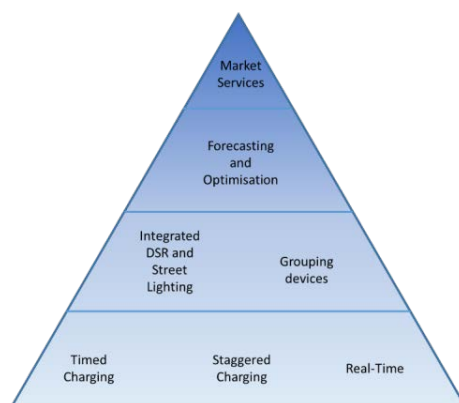 Market
Services
Forecasting
and
Optimisation
Integrated
DSR and
Street
Lighting
Grouping
devices
Timed
Charging
Staggered
Charging
Real-Time